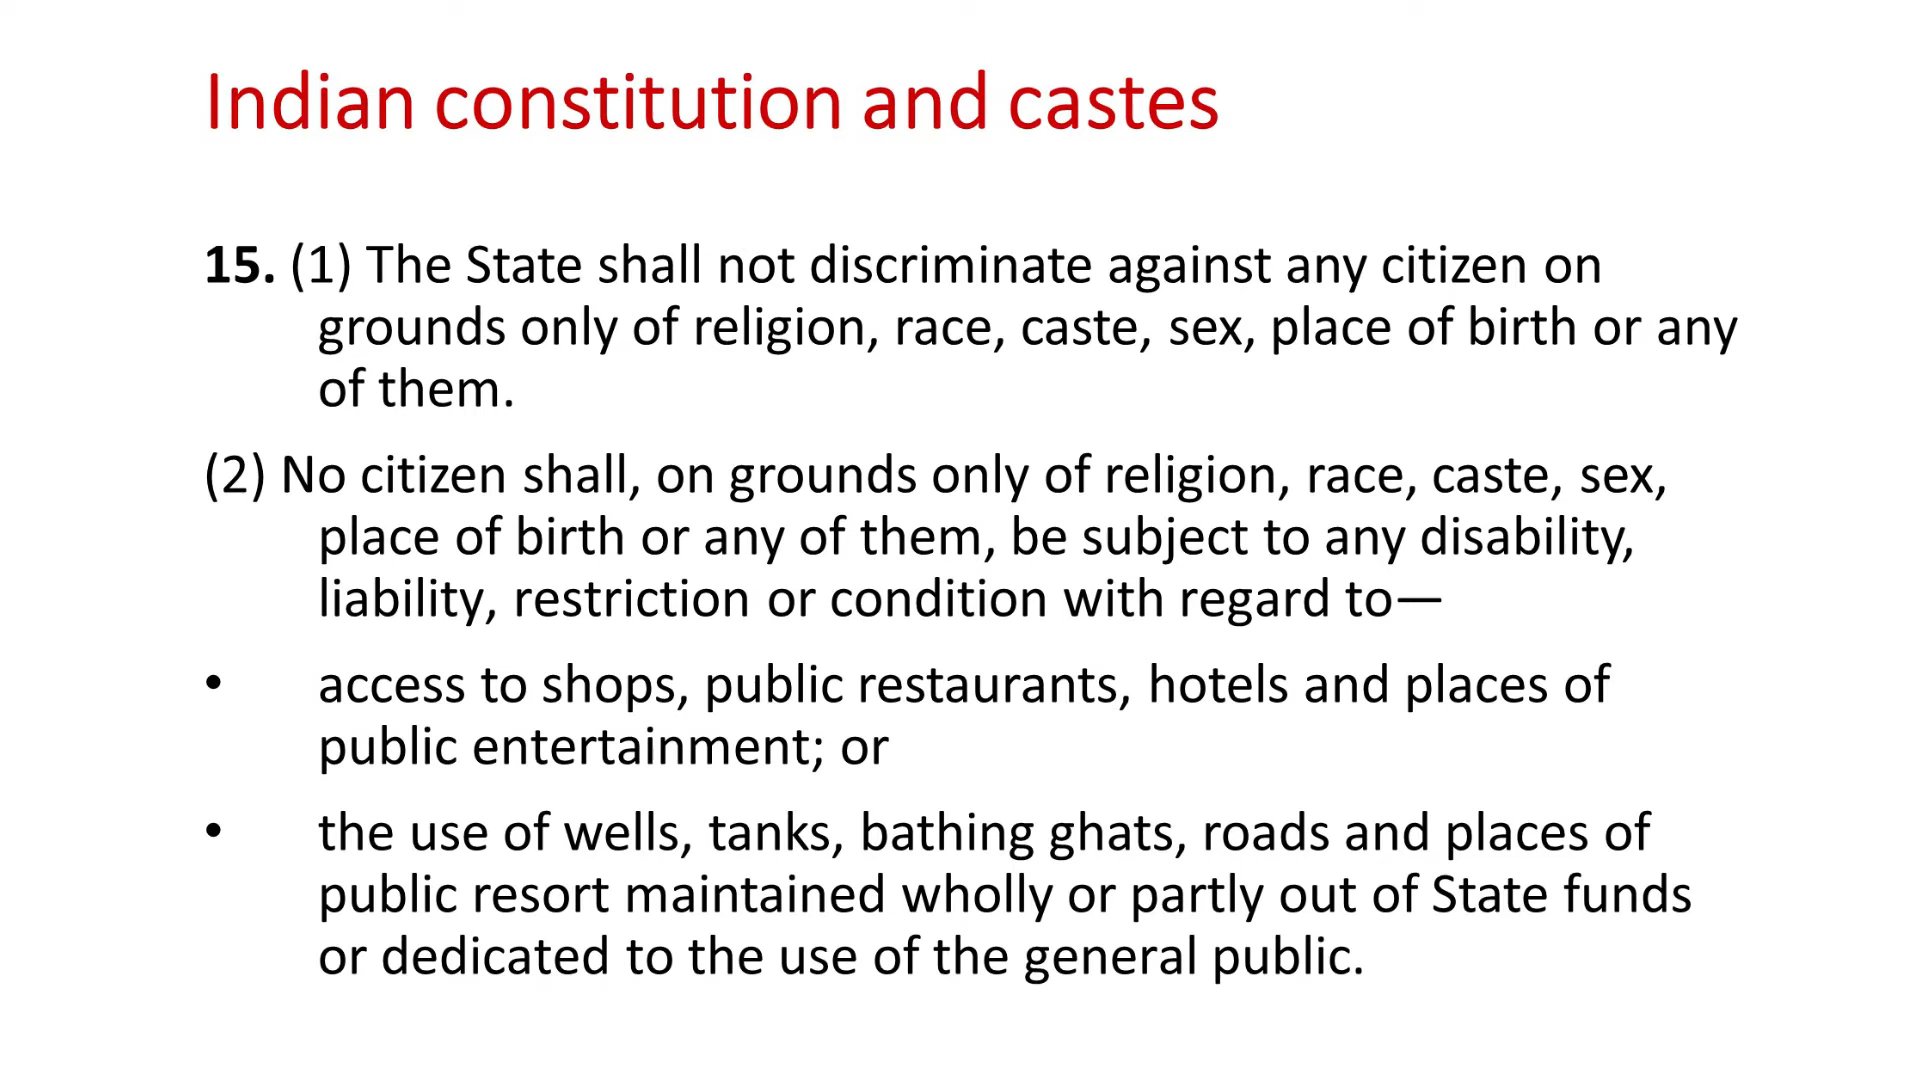 Indian constitution and castes
15. (1) The State shall not discriminate against any citizen on
grounds only of religion, race, caste, sex, place of birth or any
of them.
(2) No citizen shall, on grounds only of religion, race, caste, sex,
place of birth or any of them, be subject to any disability,
liability, restriction or condition with regard to—
• access to shops, public restaurants, hotels and places of
public entertainment; or
• the use of wells, tanks, bathing ghats, roads and places of
public resort maintained wholly or partly out of State funds
or dedicated to the use of the general public.